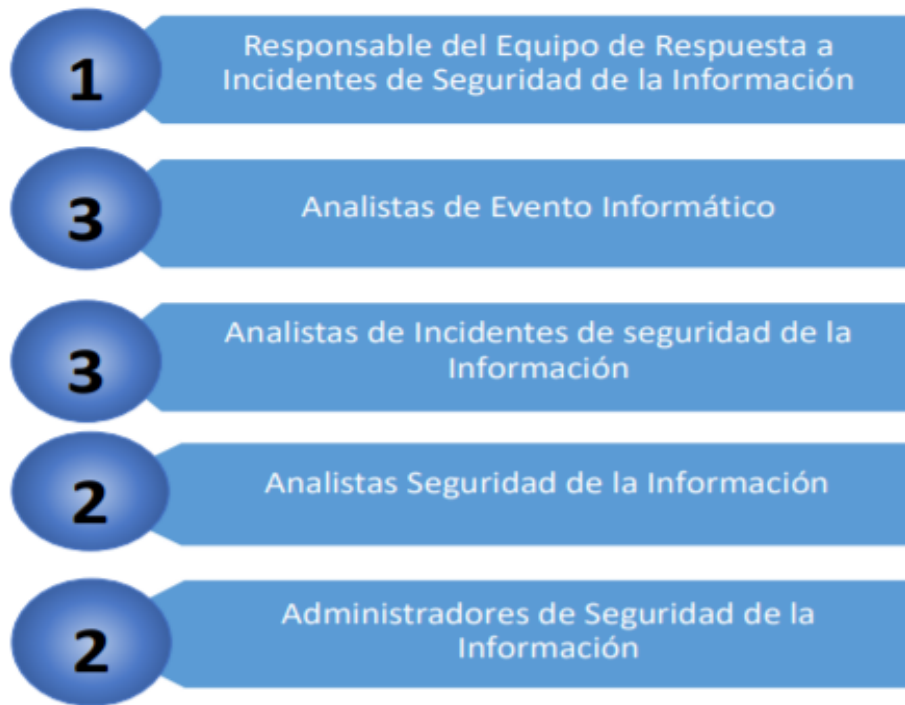 1
Responsable del Equipo de Respuesta a
Incidentes de Seguridad de la Información
3
Analistas de Evento Informático
3
Analistas de Incidentes de seguridad de la
Información
2
Analistas Seguridad de la Información
2
Administradores de Seguridad de la
Información